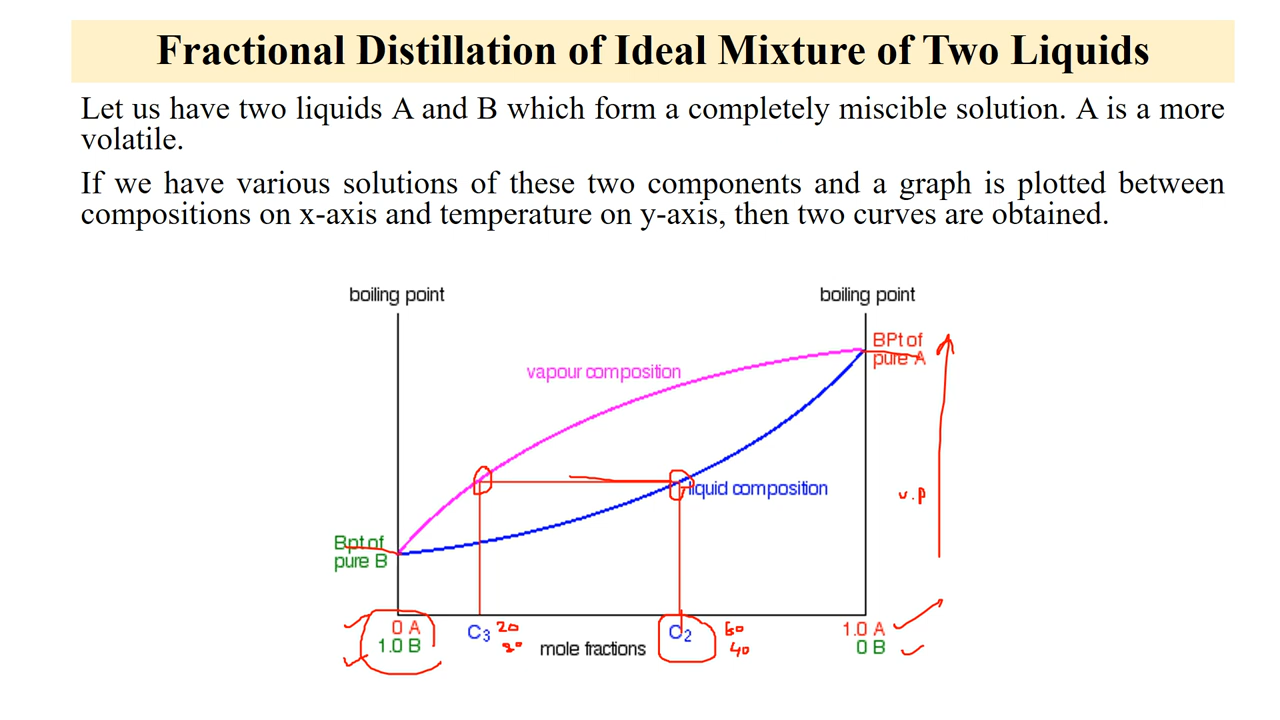 Fractional Distillation of Ideal Mixture of Two Liquids
Let us have two liquids A and B which form a completely miscible solution. A is a more
volatile.
If we have various solutions of these two components and a graph is plotted between
compositions on x-axis and temperature on y-axis, then two curves are obtained.
boiling point
boiling point
BPt of
pure A
vapour composition
liquid composition
v.p
Bpt of
pure B
0 A
1.0 B
C3
20
mole fractions
C2
60
40
1.0 A
0 B